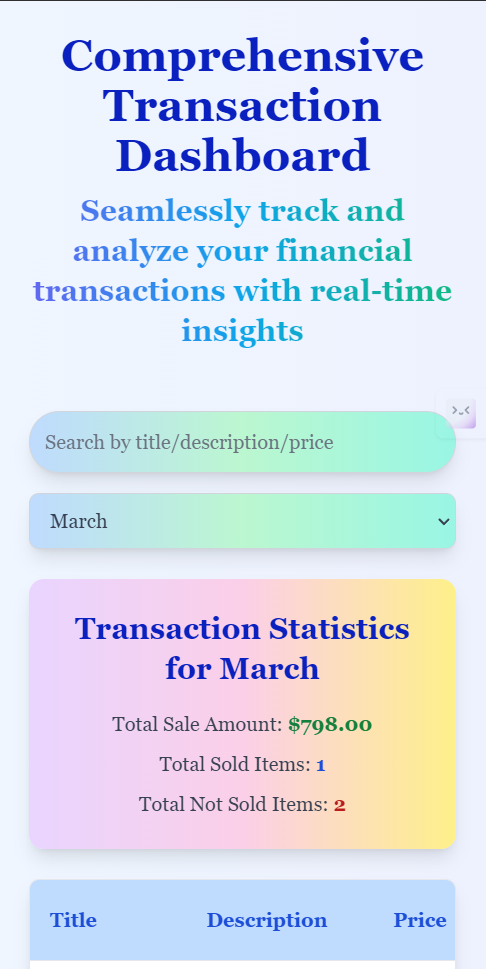 Comprehensive
Transaction
Dashboard
Seamlessly track and
analyze your financial
transactions with real-time
insights
Search by title/description/price
March
Transaction Statistics
for March
Total Sale Amount: $798.00
Total Sold Items: 1
Total Not Sold Items: 2
Title Description Price